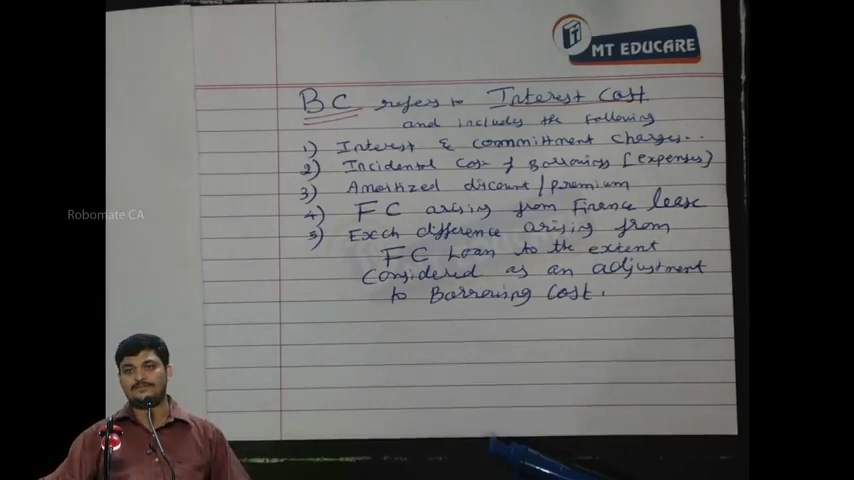 MT EDUCARE
BC refers to Interest Cost
and includes the following
1) Interest & committment charges..
2) Incidental Cost of Borrowings [expenses]
3) Amortized discount/premium
4) FC arising from Finance lease
5) Exch difference arising from
FC Loan to the extent
Considered as an adjustment
to Borrowing Cost.
Robomate CA